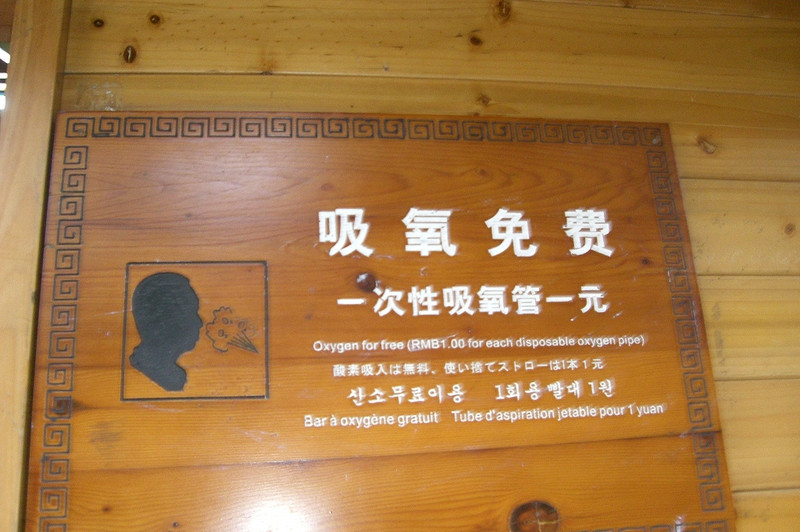 吸氧免费
一次性吸氧管一元
Oxygen for free (RMB1.00 for each disposable oxygen pipe)
酸素吸入は無料、使い捨てストローは1本1元
산소무료이용 1회용빨대 1원
Bar à oxygène gratuit Tube d'aspiration jetable pour 1 yuan